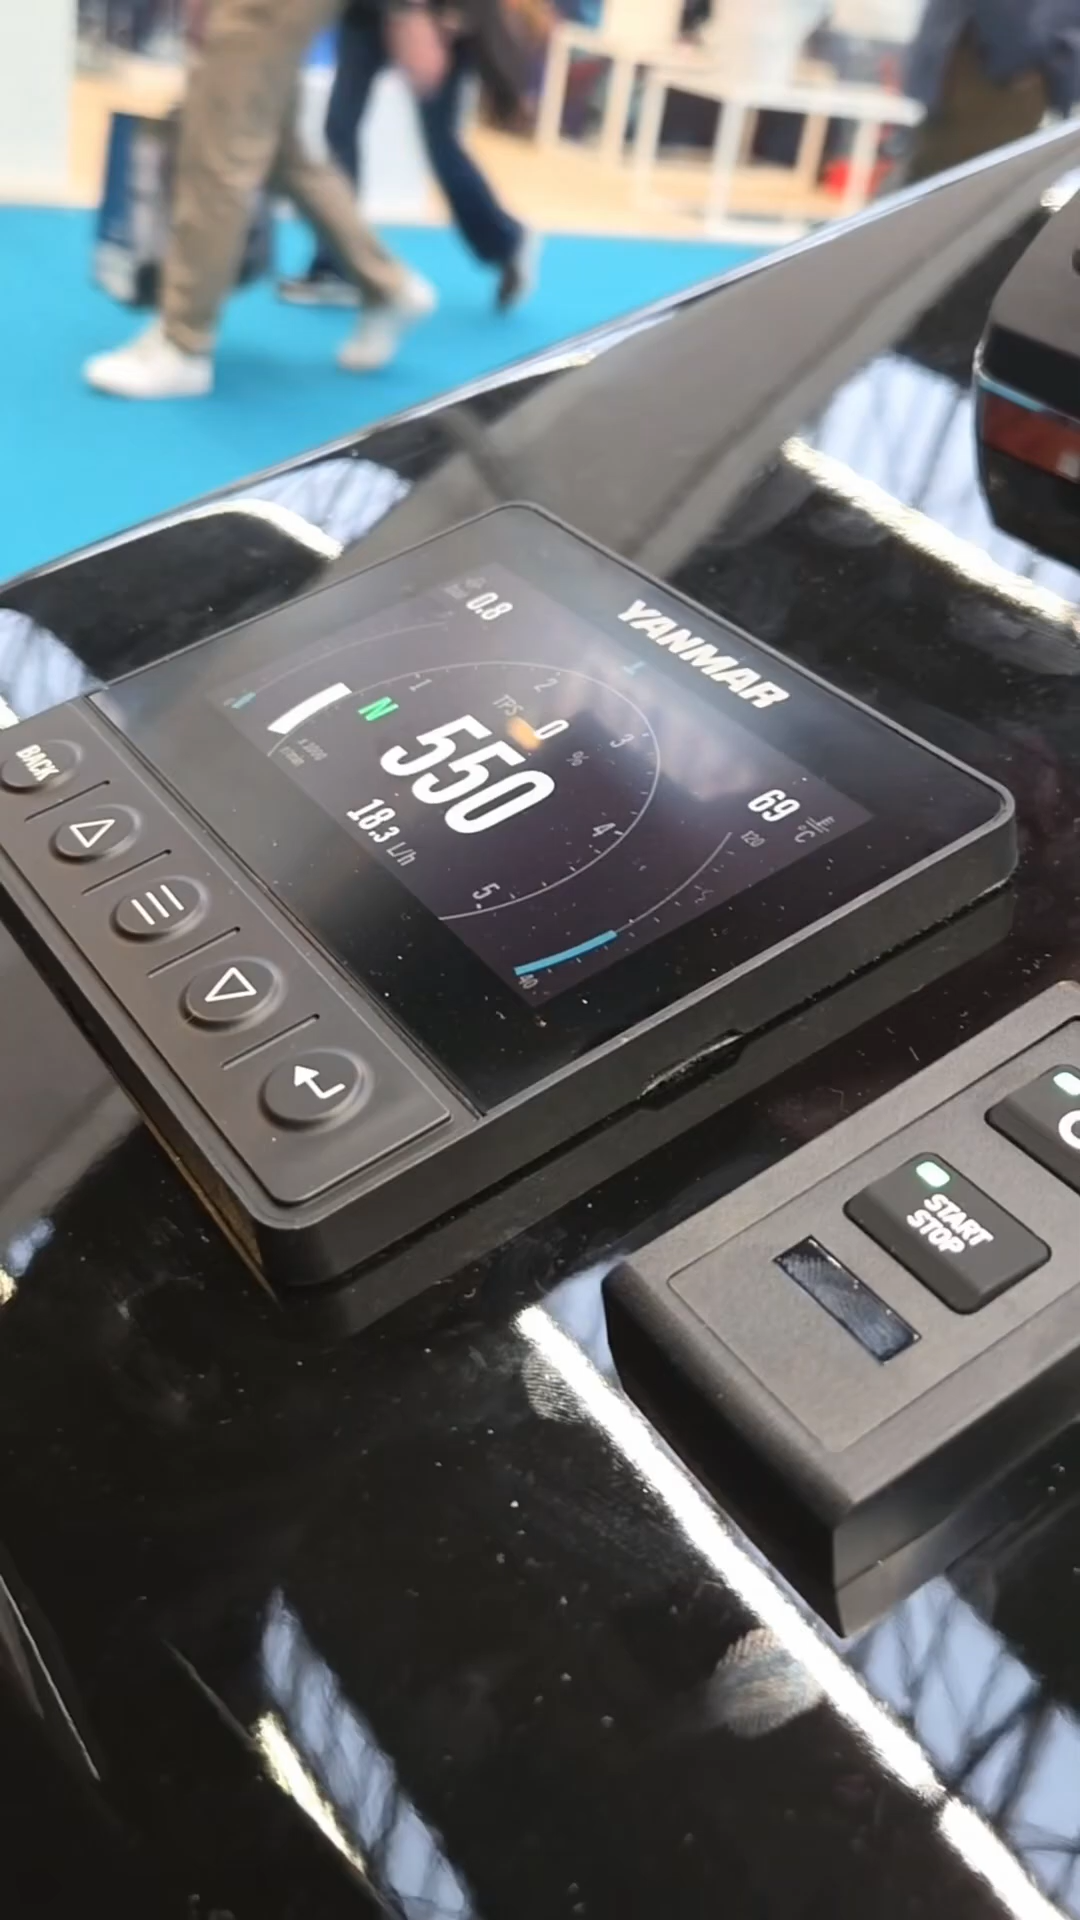 YANMAR
0.8
1
2
3
4
5
N
TPS
0 %
550
x 1000
r/min
18.3 L/h
69 °C
120
40
BACK
START
STOP